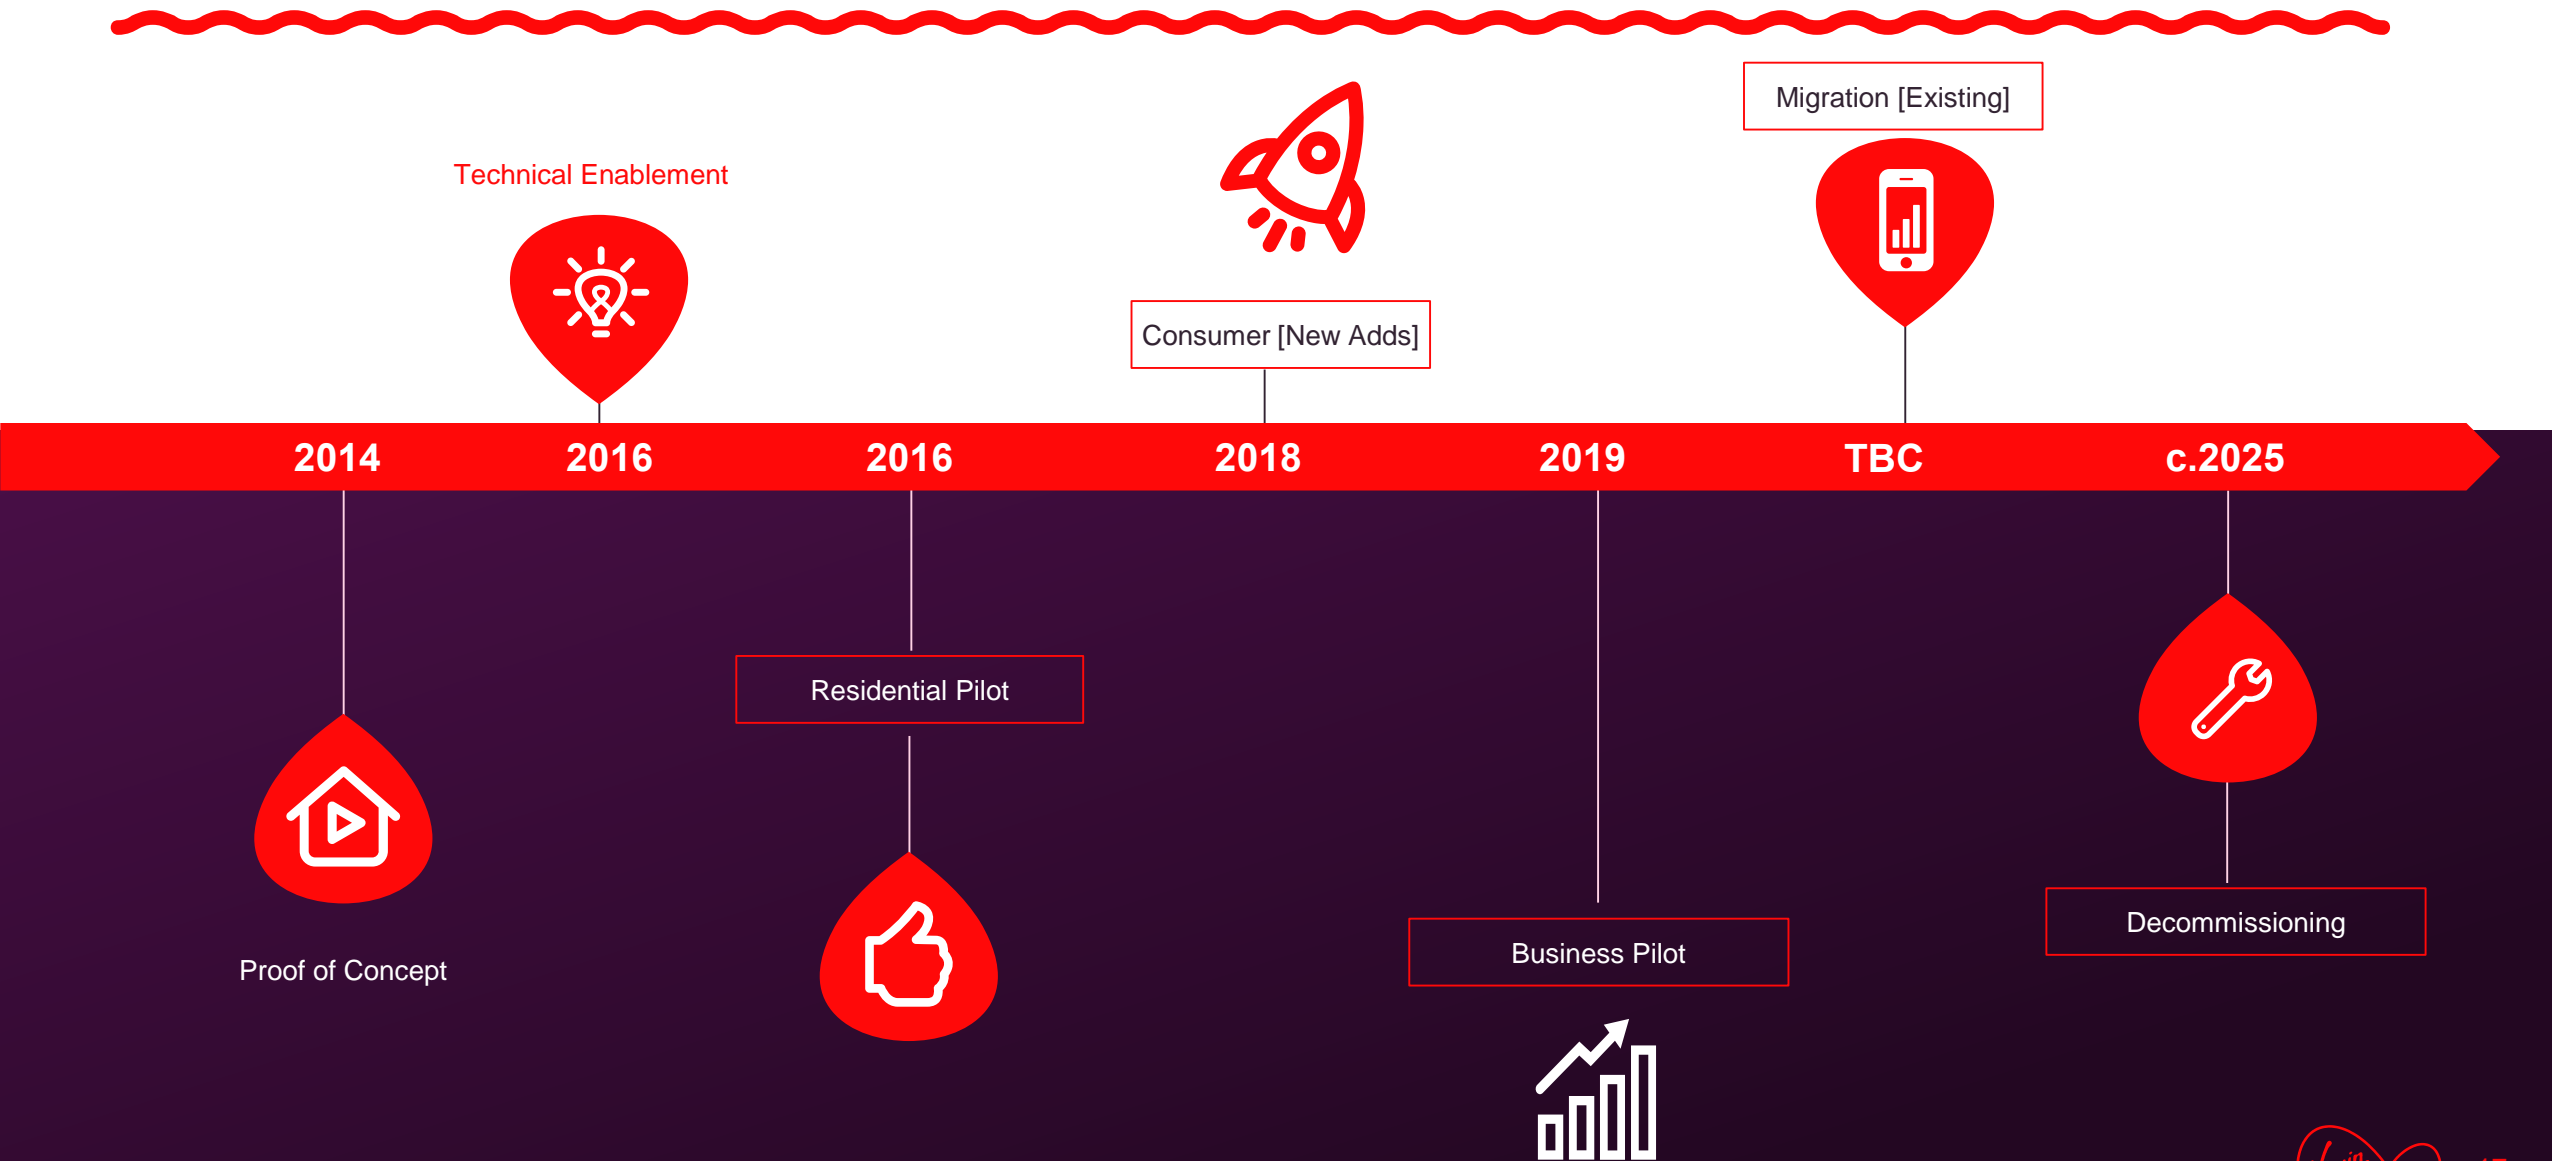 Migration [Existing]
Technical Enablement
Consumer [New Adds]
2014 2016 2016 2018 2019 TBC c.2025
Residential Pilot
Decommissioning
Business Pilot
Proof of Concept